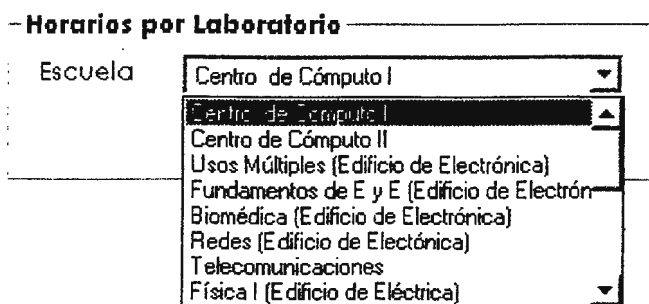 Horarios por Laboratorio
Escuela
Centro de Cómputo I
Centro de Cómputo I
Centro de Cómputo II
Usos Múltiples (Edificio de Electrónica)
Fundamentos de E y E (Edificio de Electrón
Biomédica (Edificio de Electrónica)
Redes (Edificio de Electónica)
Telecomunicaciones
Física I (Edificio de Eléctrica)